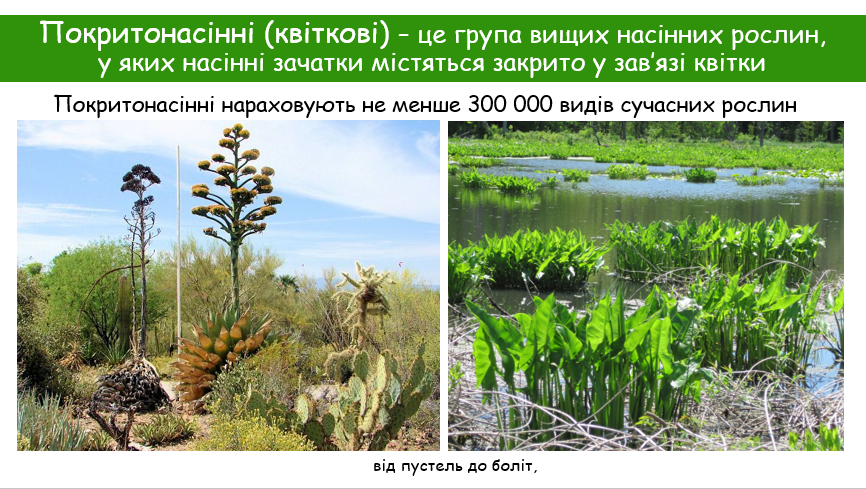 Покритонасінні (квіткові) – це група вищих насінних рослин,
у яких насінні зачатки містяться закрито у зав’язі квітки
Покритонасінні нараховують не менше 300 000 видів сучасних рослин
від пустель до боліт,